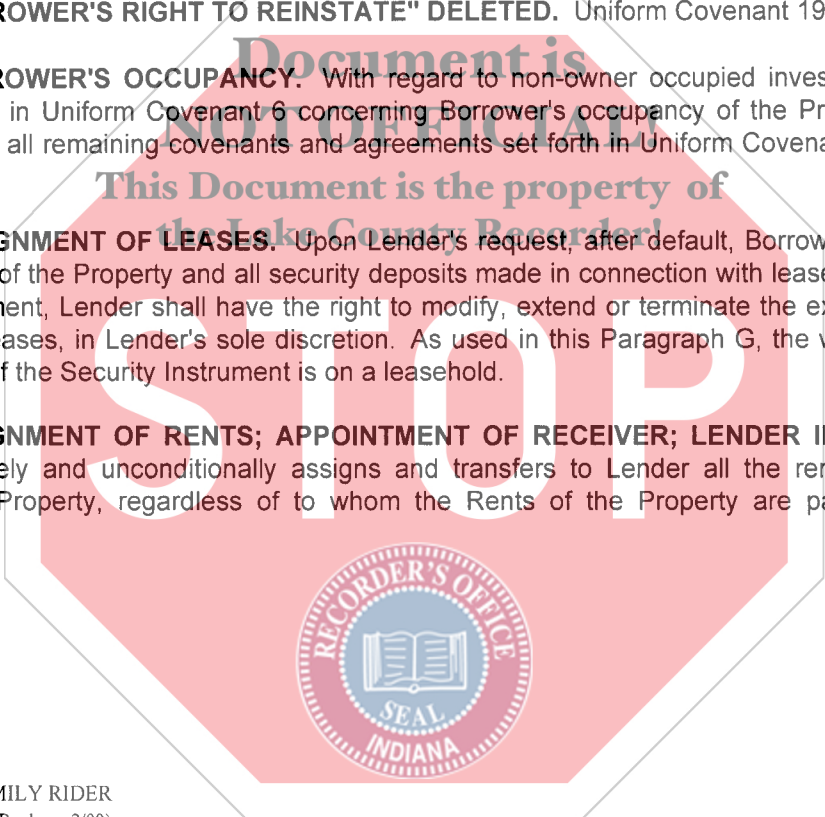 ROWER'S RIGHT TO REINSTATE" DELETED. Uniform Covenant 19
Document is
ROWER'S OCCUPANCY. With regard to non-owner occupied inves
in Uniform Covenant 6 concerning Borrower's occupancy of the Pr
NOT OFFICIAL!
all remaining covenants and agreements set forth in Uniform Covena
This Document is the property of
the Lake County Recorder!
GNMENT OF LEASES. Upon Lender's request, after default, Borrow
of the Property and all security deposits made in connection with lease
ent, Lender shall have the right to modify, extend or terminate the ex
ases, in Lender's sole discretion. As used in this Paragraph G, the w
f the Security Instrument is on a leasehold.
STOP
GNMENT OF RENTS; APPOINTMENT OF RECEIVER; LENDER I
ely and unconditionally assigns and transfers to Lender all the ren
Property, regardless of to whom the Rents of the Property are pa
RECORDER'S OFFICE
SEAL
INDIANA
MILY RIDER